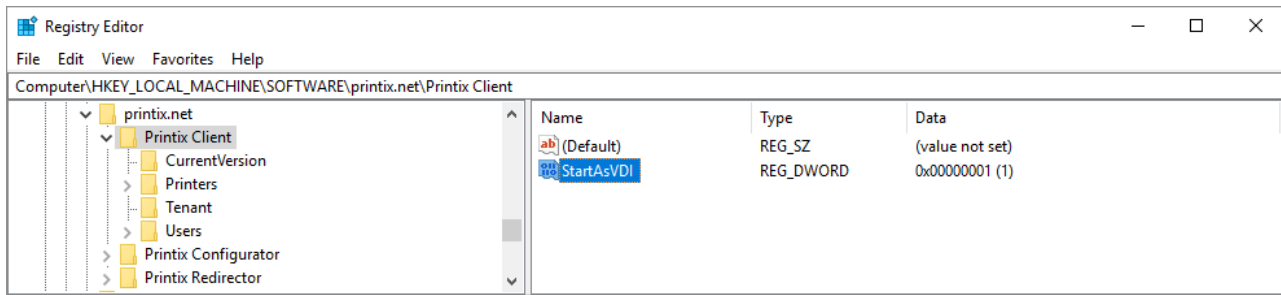 Registry Editor
File Edit View Favorites Help
Computer\HKEY_LOCAL_MACHINE\SOFTWARE\printix.net\Printix Client
printix.net
Printix Client
CurrentVersion
Printers
Tenant
Users
Printix Configurator
Printix Redirector
Name Type Data
ab (Default) REG_SZ (value not set)
StartAsVDI REG_DWORD 0x00000001 (1)